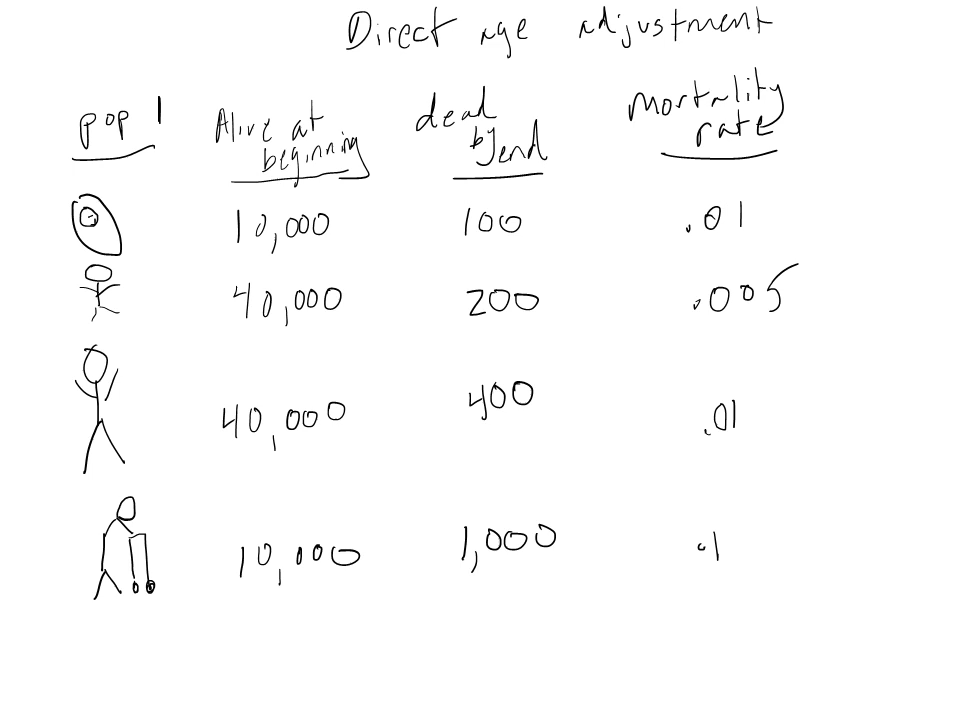 Direct age adjustment
pop 1
Alive at
beginning
dead
by end
mortality
rate
10,000 100 .01
40,000 200 .005
40,000 400 .01
10,000 1,000 .1